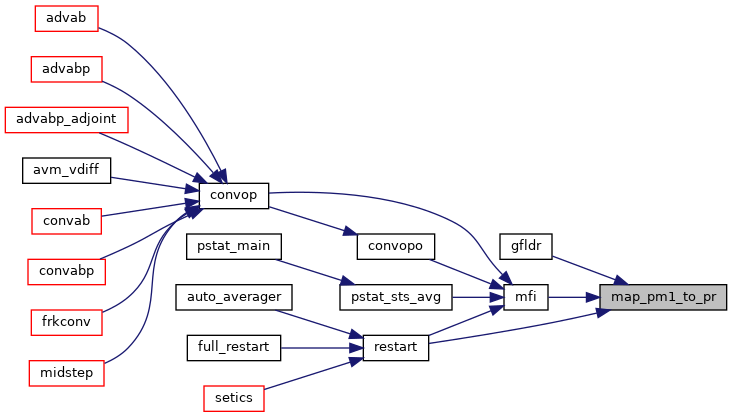 advab
advabp
advabp_adjoint
avm_vdiff
convop
convab
pstat_main
convopo
gfldr
convabp
auto_averager
pstat_sts_avg
mfi
map_pm1_to_pr
frkconv
full_restart
restart
midstep
setics